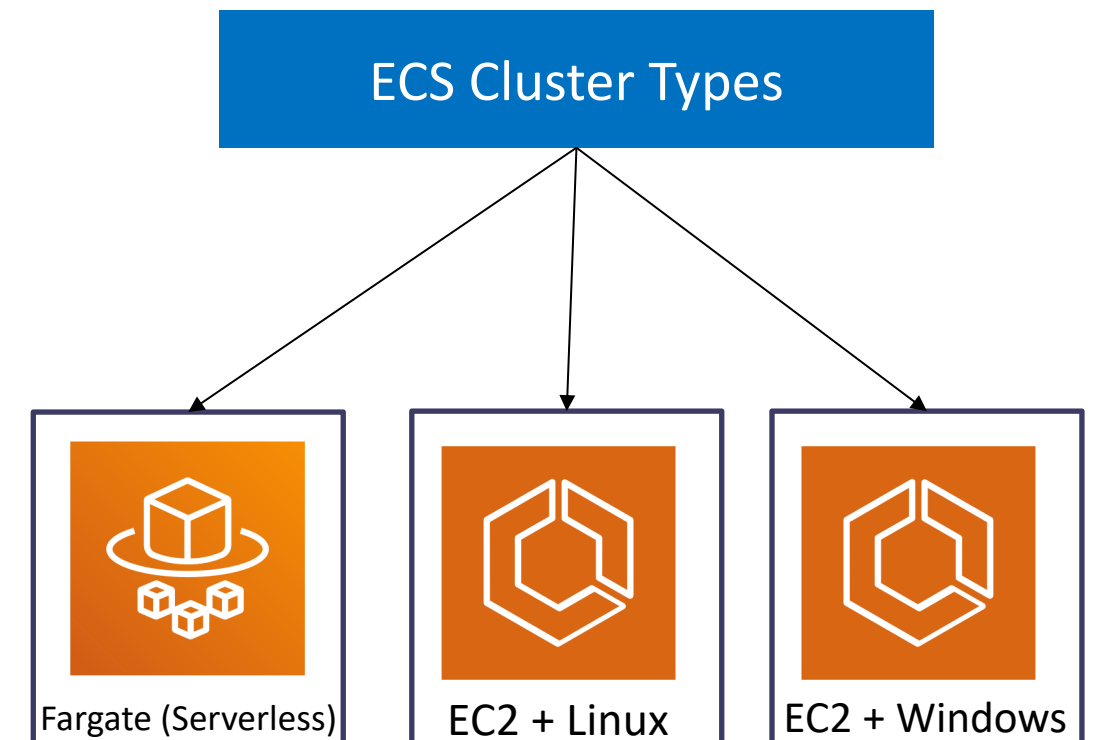 ECS Cluster Types
Fargate (Serverless)
EC2 + Linux
EC2 + Windows